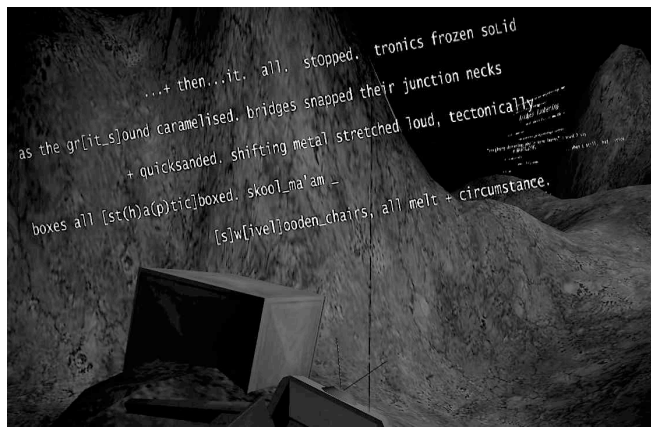 ...+ then...it. all. stOpped. tronics frozen soLid
as the gr[it_s]ound caramelised. bridges snapped their junction necks
+ quicksanded. shifting metal stretched loud, tectonically
boxes all [st(h)a(p)tic]boxed. skool_ma'am _
[s]w[ivel]ooden_chairs, all melt + circumstance.